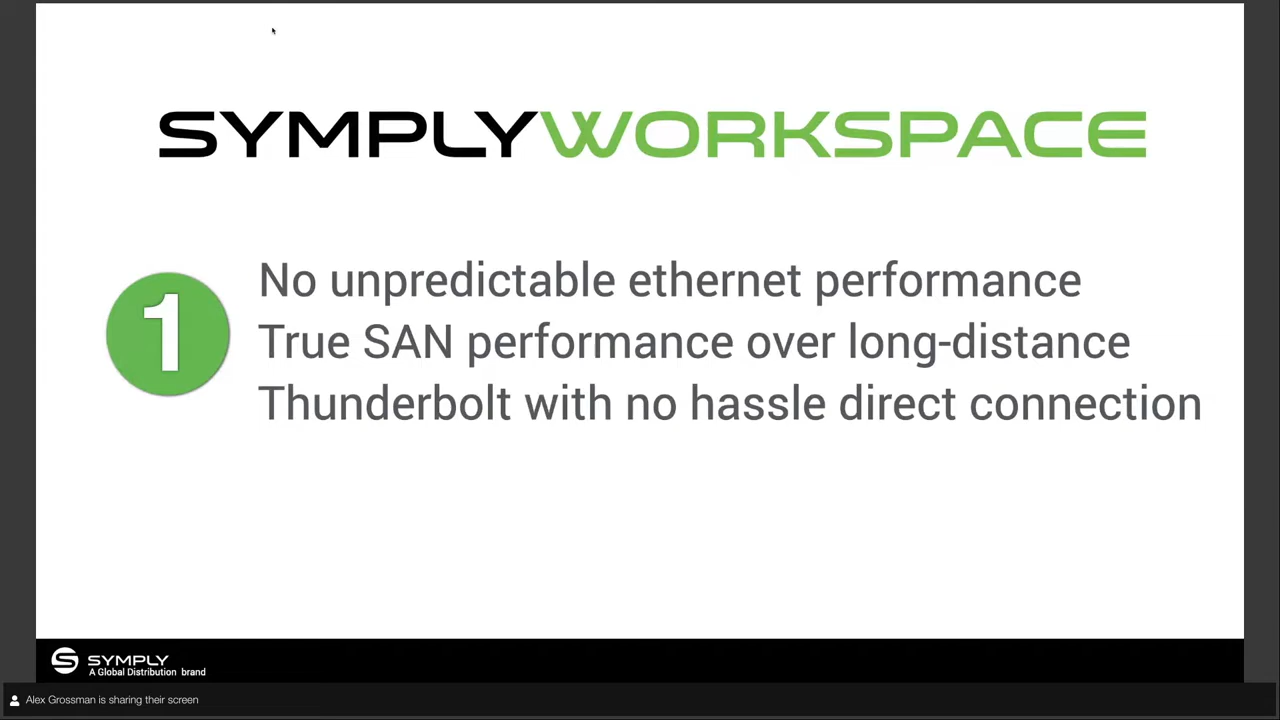 SYMPLYWORKSPACE
1
No unpredictable ethernet performance
True SAN performance over long-distance
Thunderbolt with no hassle direct connection
SYMPLY
A Global Distribution brand
Alex Grossman is sharing their screen